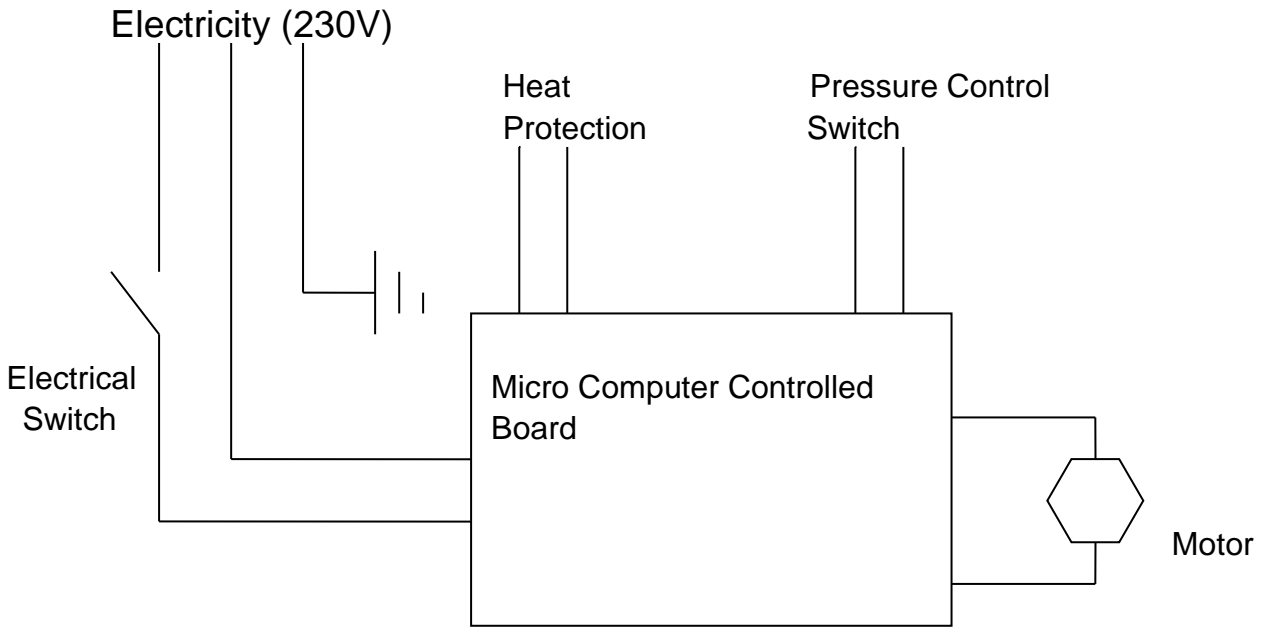 Electricity (230V)
Heat
Protection
Pressure Control
Switch
Electrical
Switch
Micro Computer Controlled
Board
Motor